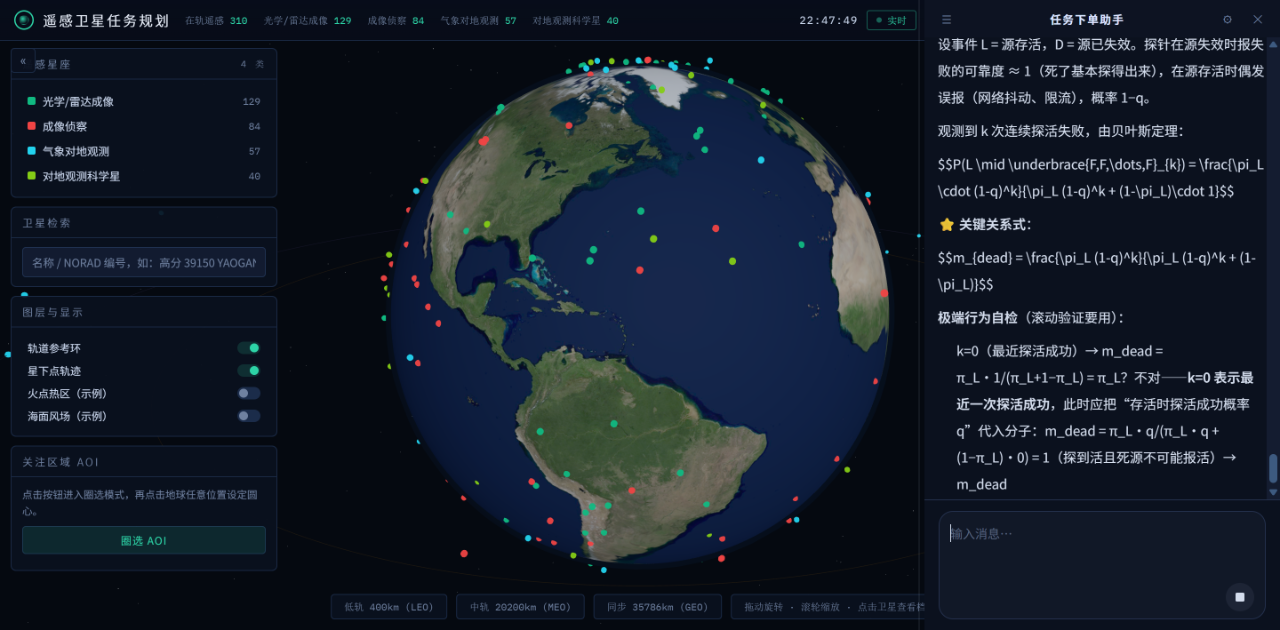 遥感卫星任务规划
在轨遥感 310
光学/雷达成像 129
成像侦察 84
气象对地观测 57
对地观测科学星 40
22:47:49
实时
«
感星座
4 类
光学/雷达成像 129
成像侦察 84
气象对地观测 57
对地观测科学星 40
卫星检索
名称 / NORAD 编号，如：高分 39150 YAOGAN
图层与显示
轨道参考环
星下点轨迹
火点热区（示例）
海面风场（示例）
关注区域 AOI
点击按钮进入圈选模式，再点击地球任意位置设定圆
心。
圈选 AOI
低轨 400km (LEO)
中轨 20200km (MEO)
同步 35786km (GEO)
拖动旋转 · 滚轮缩放 · 点击卫星查看
任务下单助手
设事件 L = 源存活，D = 源已失效。探针在源失效时报失
败的可靠度 ≈ 1（死了基本探得出来），在源存活时偶发
误报（网络抖动、限流），概率 1−q。
观测到 k 次连续探活失败，由贝叶斯定理：
$$P(L \mid \underbrace{F,F,\dots,F}_{k}) = \frac{\pi_L
\cdot (1-q)^k}{\pi_L (1-q)^k + (1-\pi_L)\cdot 1}$$
⭐ 关键关系式：
$$m_{dead} = \frac{\pi_L (1-q)^k}{\pi_L (1-q)^k + (1-
\pi_L)}$$
极端行为自检（滚动验证要用）：
k=0（最近探活成功）→ m_dead =
π_L · 1/(π_L+1−π_L) = π_L？不对——k=0 表示最
近一次探活成功，此时应把“存活时探活成功概率
q”代入分子：m_dead = π_L · q/(π_L · q +
(1−π_L) · 0) = 1（探到活且死源不可能报活）→
m_dead
输入消息…